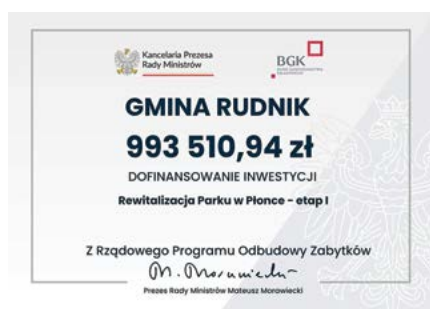 Kancelaria Prezesa
Rady Ministrów
BGK
GMINA RUDNIK
993 510,94 zł
DOFINANSOWANIE INWESTYCJI
Rewitalizacja Parku w Płonce - etap I
Z Rządowego Programu Odbudowy Zabytków
M. Morawiecki
Prezes Rady Ministrów Mateusz Morawiecki